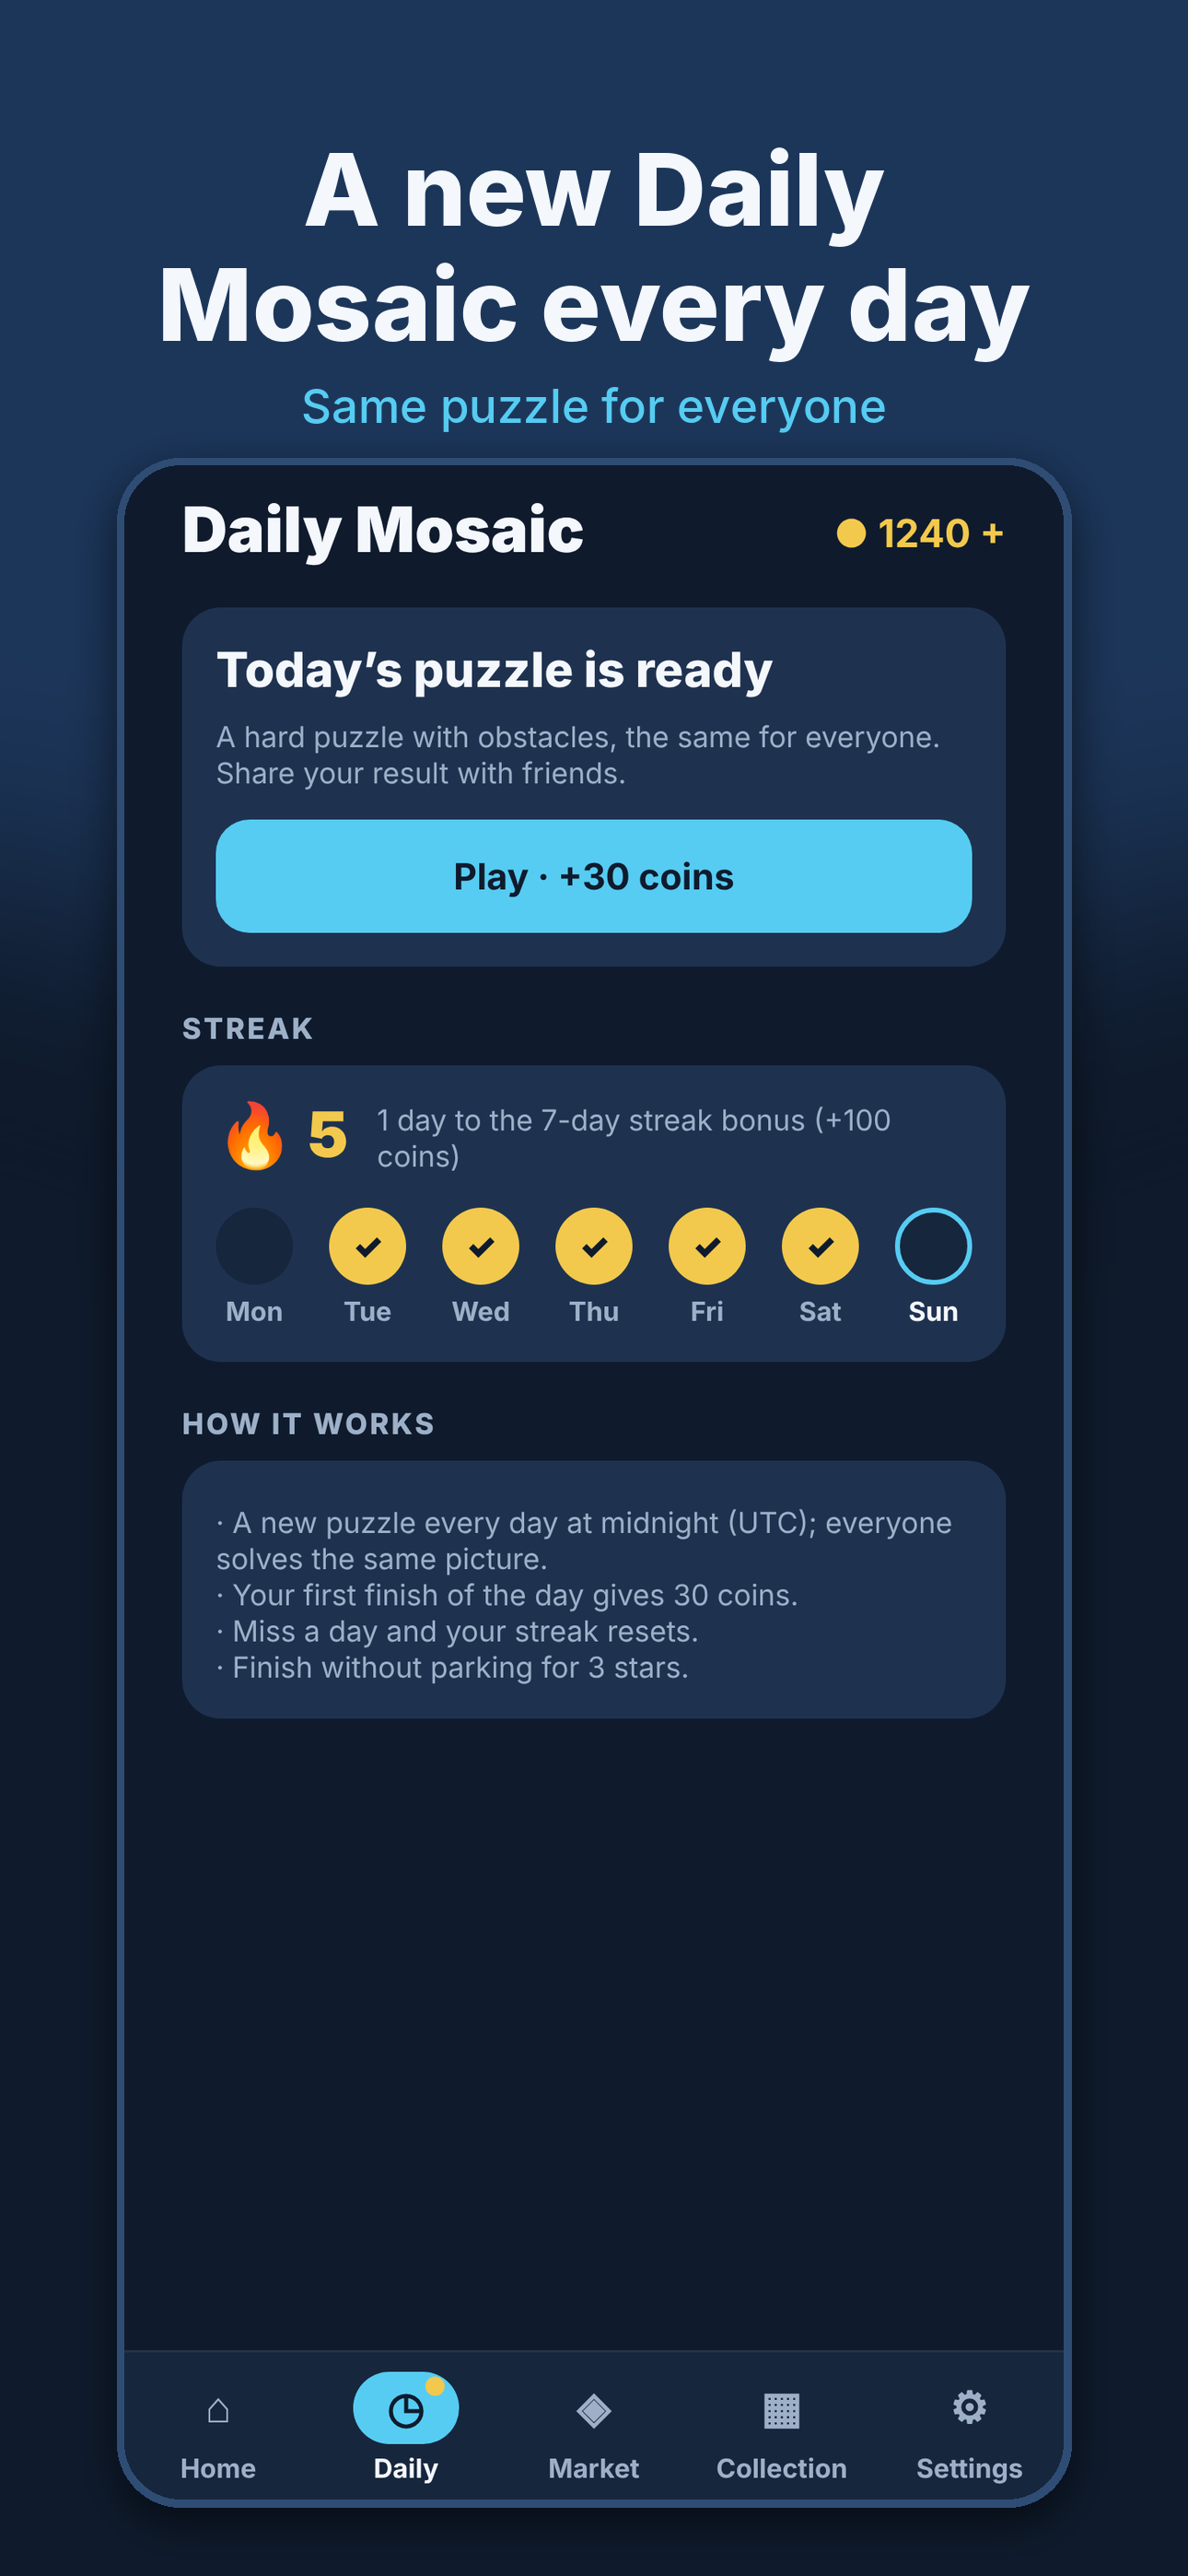 A new Daily
Mosaic every day
Same puzzle for everyone
Daily Mosaic
1240 +
Today’s puzzle is ready
A hard puzzle with obstacles, the same for everyone.
Share your result with friends.
Play · +30 coins
STREAK
5
1 day to the 7-day streak bonus (+100
coins)
Mon Tue Wed Thu Fri Sat Sun
HOW IT WORKS
· A new puzzle every day at midnight (UTC); everyone
solves the same picture.
· Your first finish of the day gives 30 coins.
· Miss a day and your streak resets.
· Finish without parking for 3 stars.
Home Daily Market Collection Settings